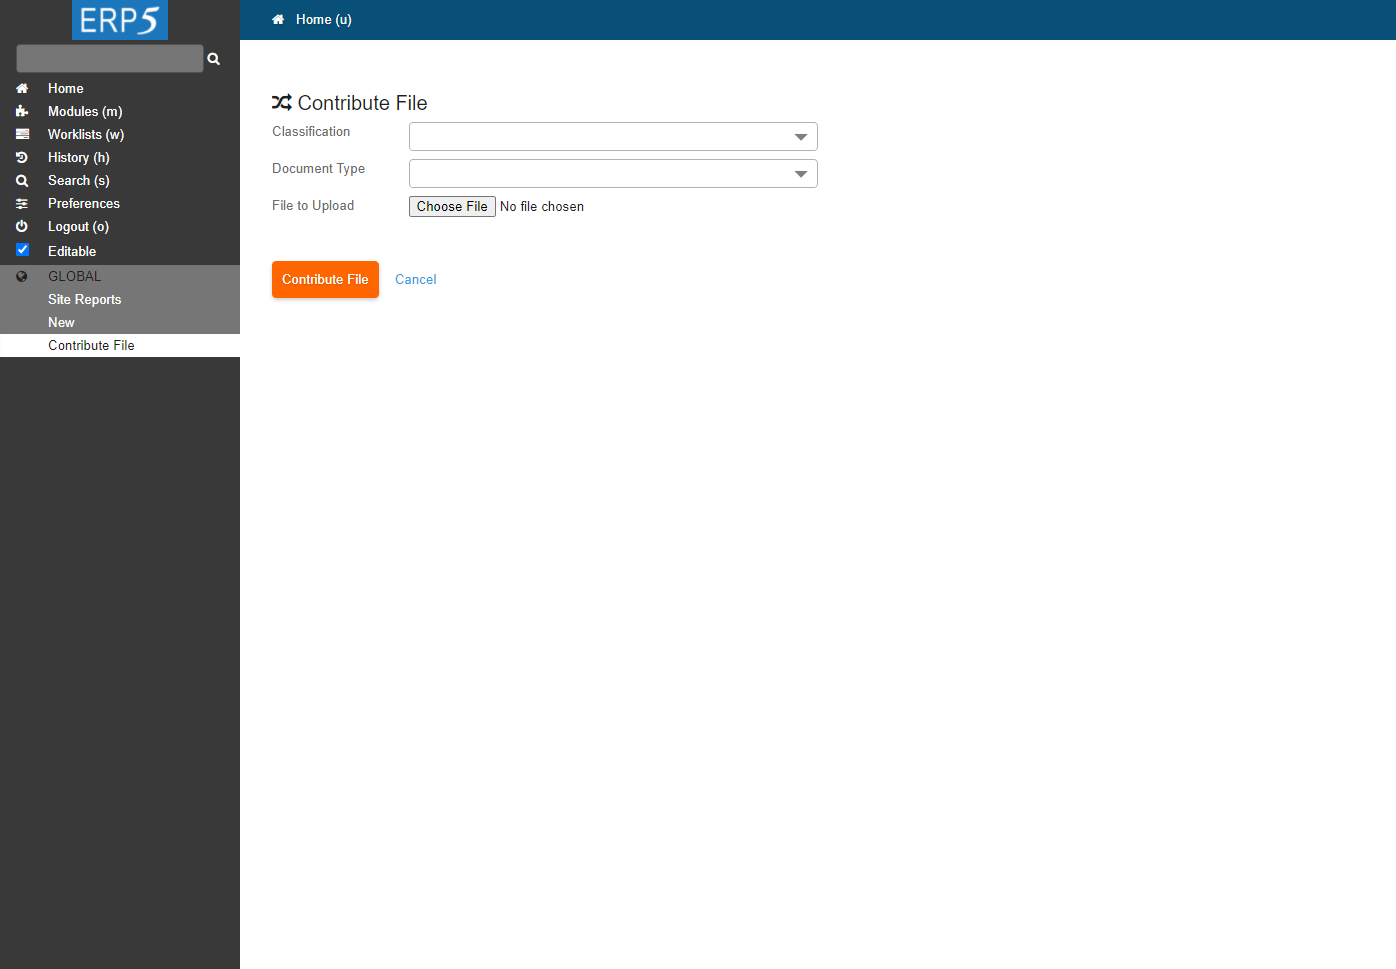 ERP5
Home (u)
Home
Modules (m)
Worklists (w)
History (h)
Search (s)
Preferences
Logout (o)
Editable
GLOBAL
Site Reports
New
Contribute File
Contribute File
Classification
Document Type
File to Upload
Choose File No file chosen
Contribute File Cancel